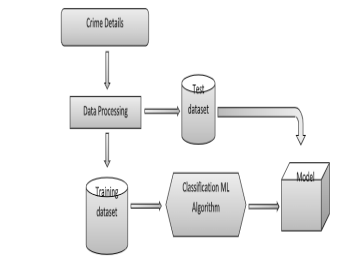 Crime Details
Data Processing
Test
dataset
Training
dataset
Classification ML
Algorithm
Model